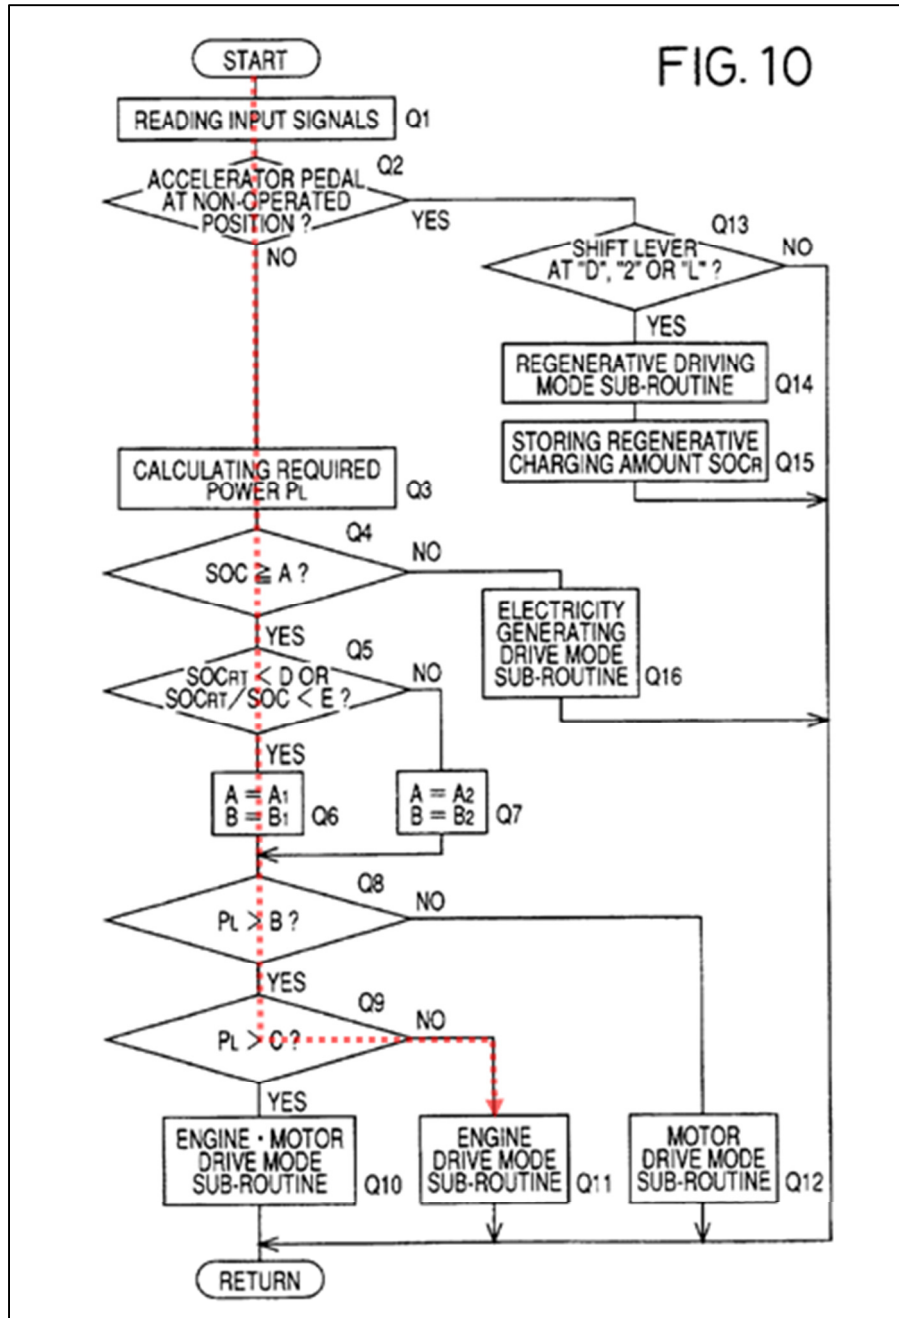 START
FIG. 10
READING INPUT SIGNALS Q1
Q2
ACCELERATOR PEDAL
AT NON-OPERATED
POSITION ?
YES
NO
Q13
SHIFT LEVER
AT "D", "2" OR "L" ?
NO
YES
REGENERATIVE DRIVING
MODE SUB-ROUTINE Q14
STORING REGENERATIVE
CHARGING AMOUNT SOCR Q15
CALCULATING REQUIRED
POWER PL Q3
Q4
SOC ≧ A ?
NO
YES
ELECTRICITY
GENERATING
DRIVE MODE
SUB-ROUTINE Q16
Q5
SOCRT < D OR
SOCRT/SOC < E ?
NO
YES
A = A1
B = B1 Q6
A = A2
B = B2 Q7
Q8
PL > B ?
NO
YES
Q9
PL > C ?
NO
YES
ENGINE・MOTOR
DRIVE MODE
SUB-ROUTINE Q10
ENGINE
DRIVE MODE
SUB-ROUTINE Q11
MOTOR
DRIVE MODE
SUB-ROUTINE Q12
RETURN